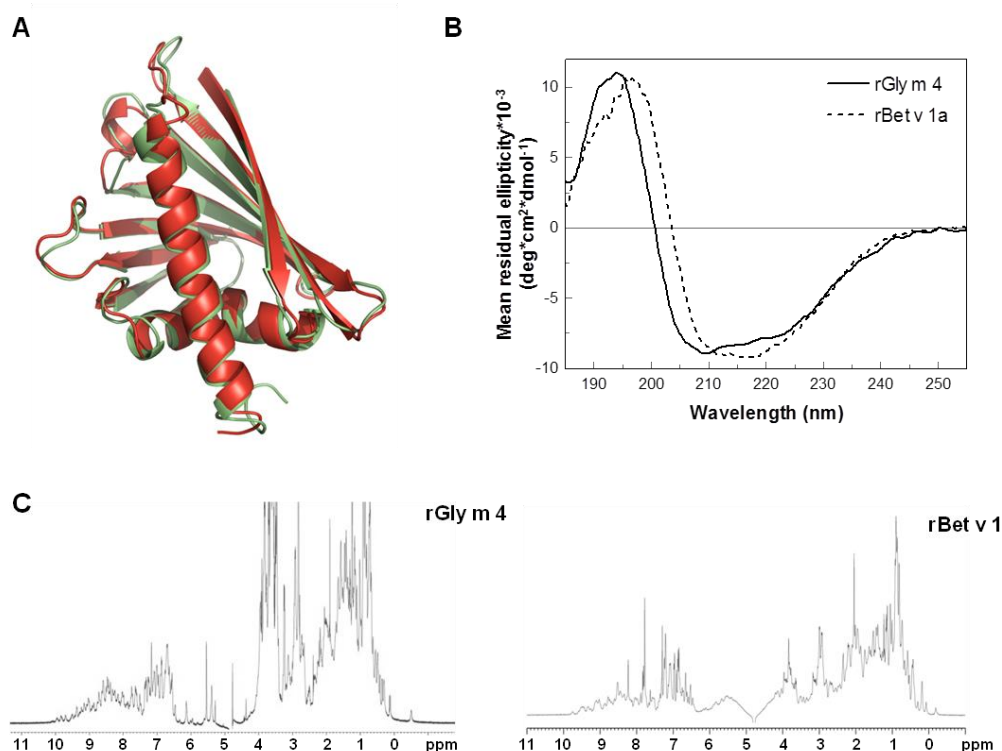 A
B
Mean residual ellipticity*10⁻³
(deg*cm²*dmol⁻¹)
10
5
0
-5
-10
rGly m 4
rBet v 1a
190 200 210 220 230 240 250
Wavelength (nm)
C
rGly m 4
11 10 9 8 7 6 5 4 3 2 1 0 ppm
rBet v 1
11 10 9 8 7 6 5 4 3 2 1 0 ppm